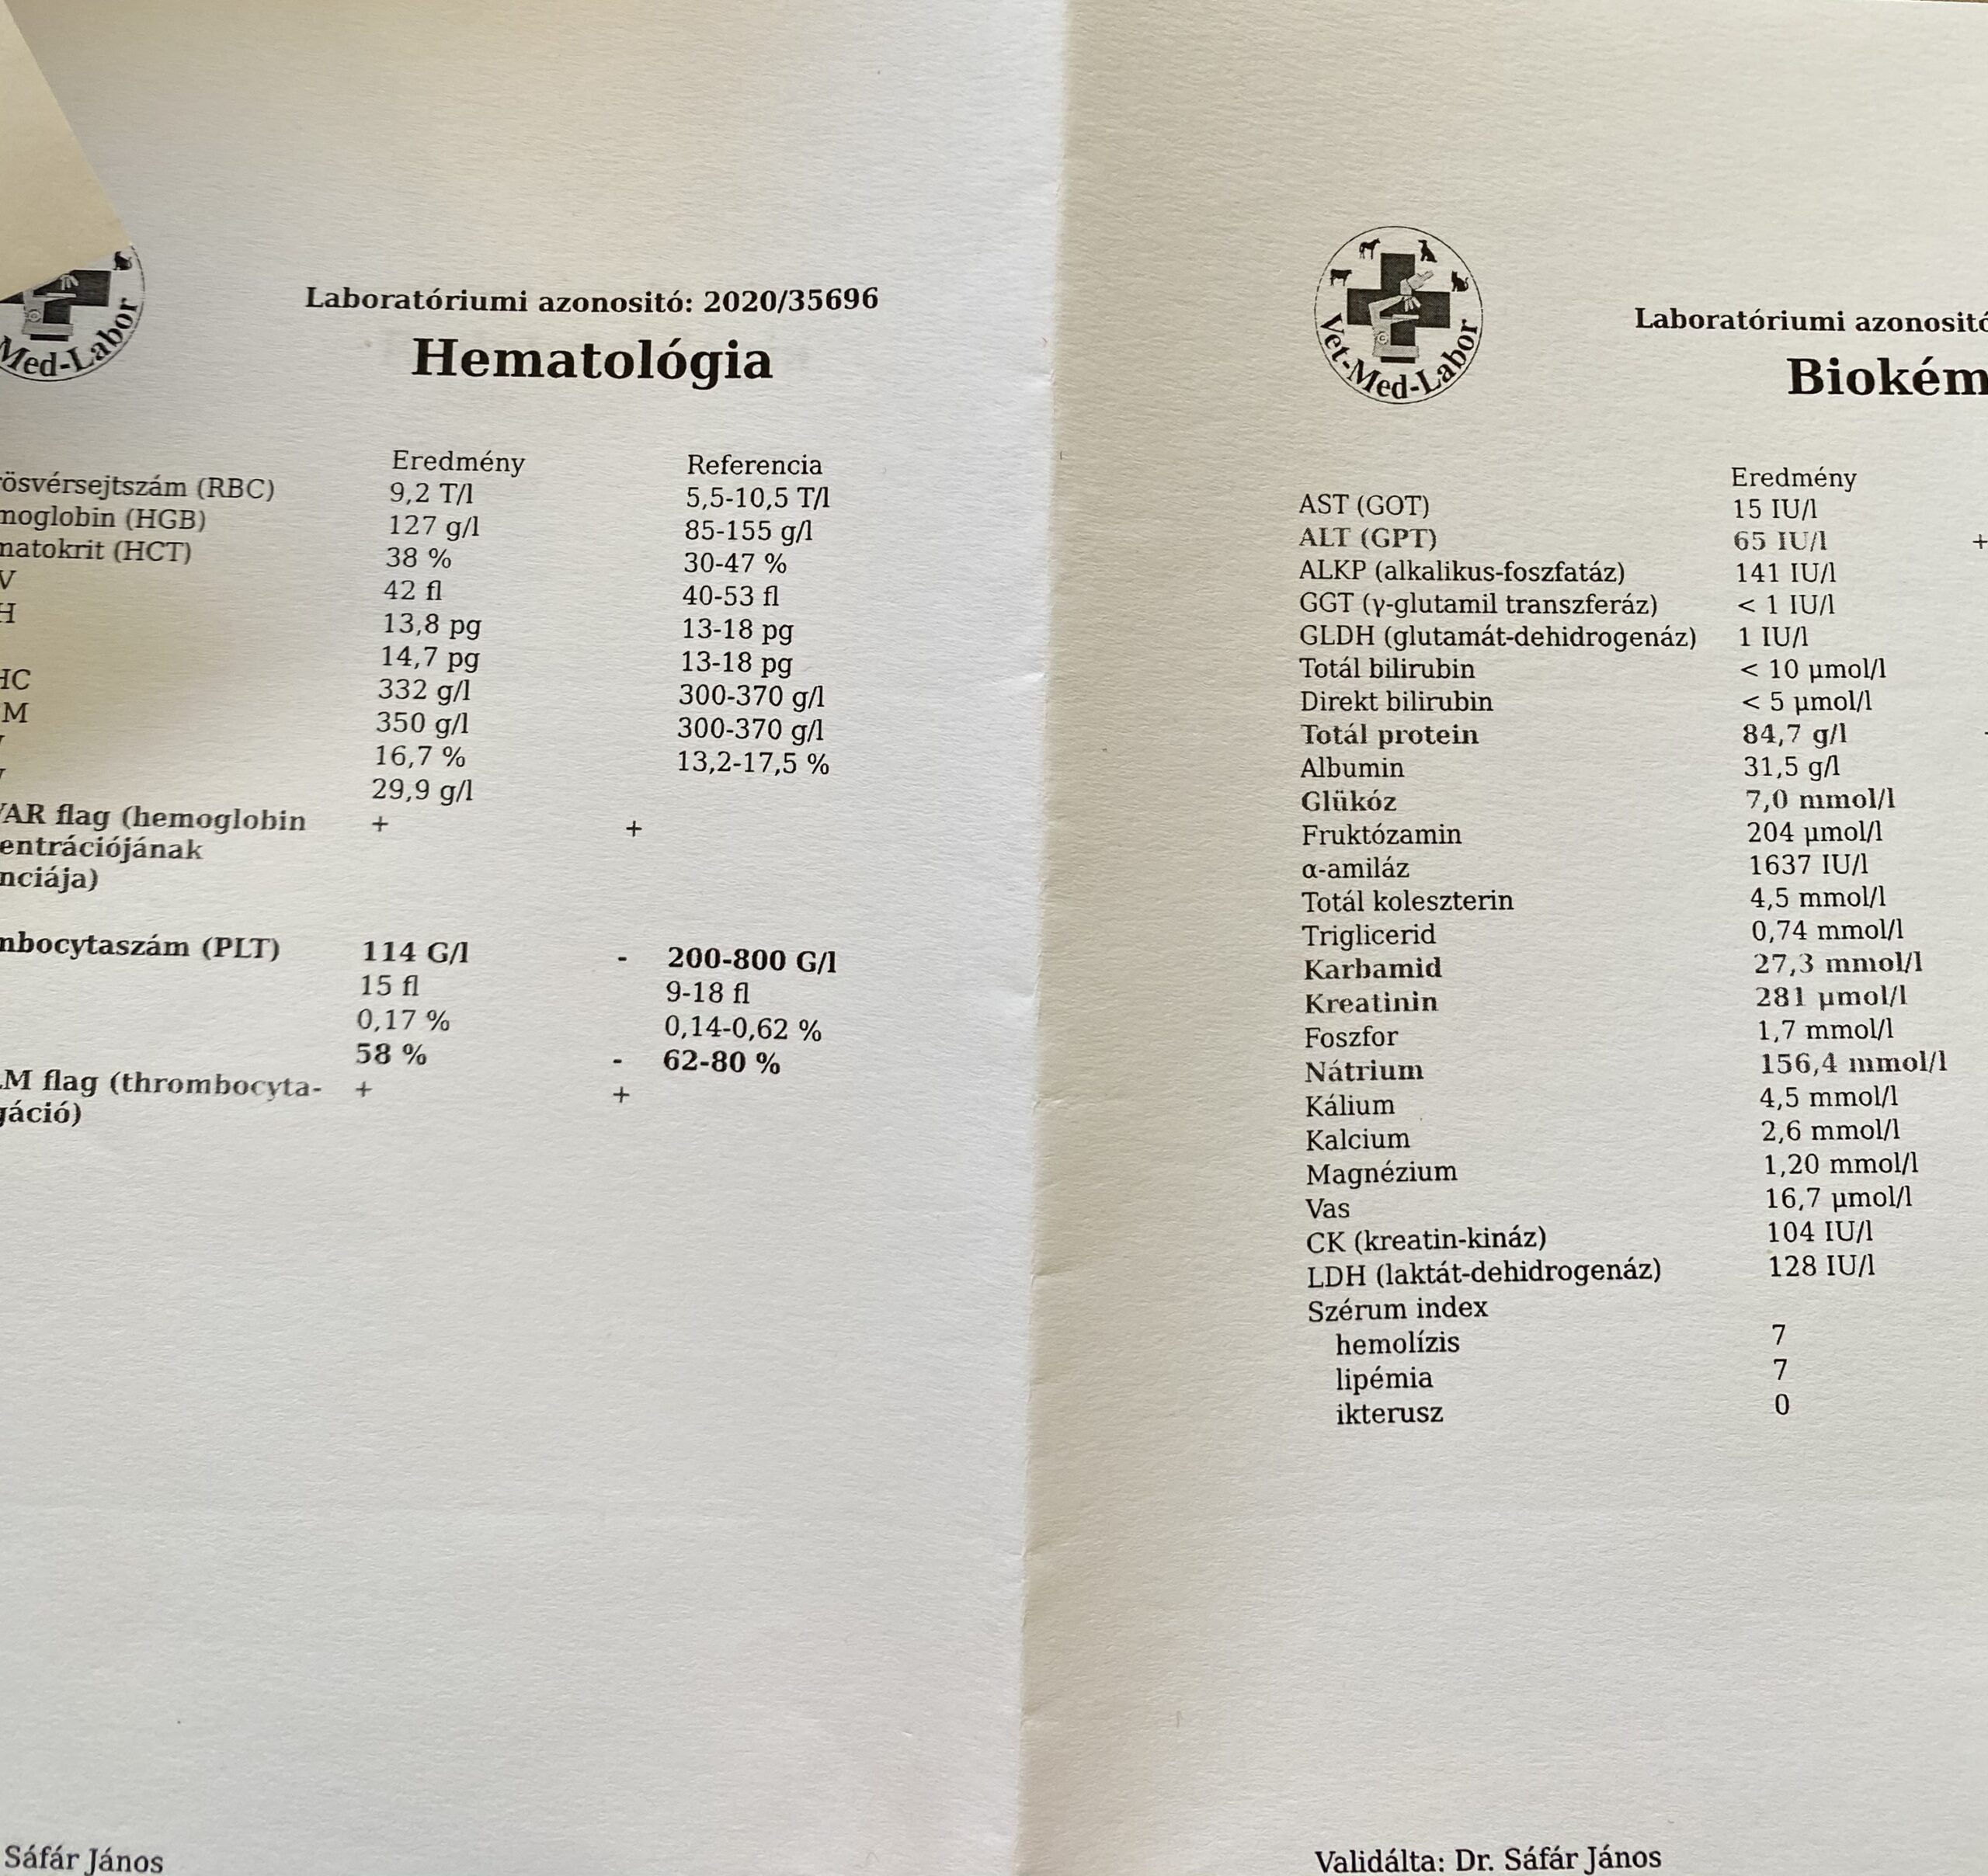 Med-Labor
Laboratóriumi azonositó: 2020/35696
Hematológia
Eredmény Referencia
ösvérsejtszám (RBC) 9,2 T/l 5,5-10,5 T/l
moglobin (HGB) 127 g/l 85-155 g/l
matokrit (HCT) 38 % 30-47 %
V 42 fl 40-53 fl
H 13,8 pg 13-18 pg
14,7 pg 13-18 pg
HC 332 g/l 300-370 g/l
M 350 g/l 300-370 g/l
16,7 % 13,2-17,5 %
29,9 g/l
VAR flag (hemoglobin + +
entrációjának
nciája)
mbocytaszám (PLT) 114 G/l - 200-800 G/l
15 fl 9-18 fl
0,17 % 0,14-0,62 %
58 % - 62-80 %
LM flag (thrombocyta- + +
gáció)
Sáfár János
Vet-Med-Labor
Laboratóriumi azonositó
Biokém
Eredmény
AST (GOT) 15 IU/l
ALT (GPT) 65 IU/l +
ALKP (alkalikus-foszfatáz) 141 IU/l
GGT (γ-glutamil transzferáz) < 1 IU/l
GLDH (glutamát-dehidrogenáz) 1 IU/l
Totál bilirubin < 10 µmol/l
Direkt bilirubin < 5 µmol/l
Totál protein 84,7 g/l
Albumin 31,5 g/l
Glükóz 7,0 mmol/l
Fruktózamin 204 µmol/l
α-amiláz 1637 IU/l
Totál koleszterin 4,5 mmol/l
Triglicerid 0,74 mmol/l
Karbamid 27,3 mmol/l
Kreatinin 281 µmol/l
Foszfor 1,7 mmol/l
Nátrium 156,4 mmol/l
Kálium 4,5 mmol/l
Kalcium 2,6 mmol/l
Magnézium 1,20 mmol/l
Vas 16,7 µmol/l
CK (kreatin-kináz) 104 IU/l
LDH (laktát-dehidrogenáz) 128 IU/l
Szérum index
hemolízis 7
lipémia 7
ikterusz 0
Validálta: Dr. Sáfár János